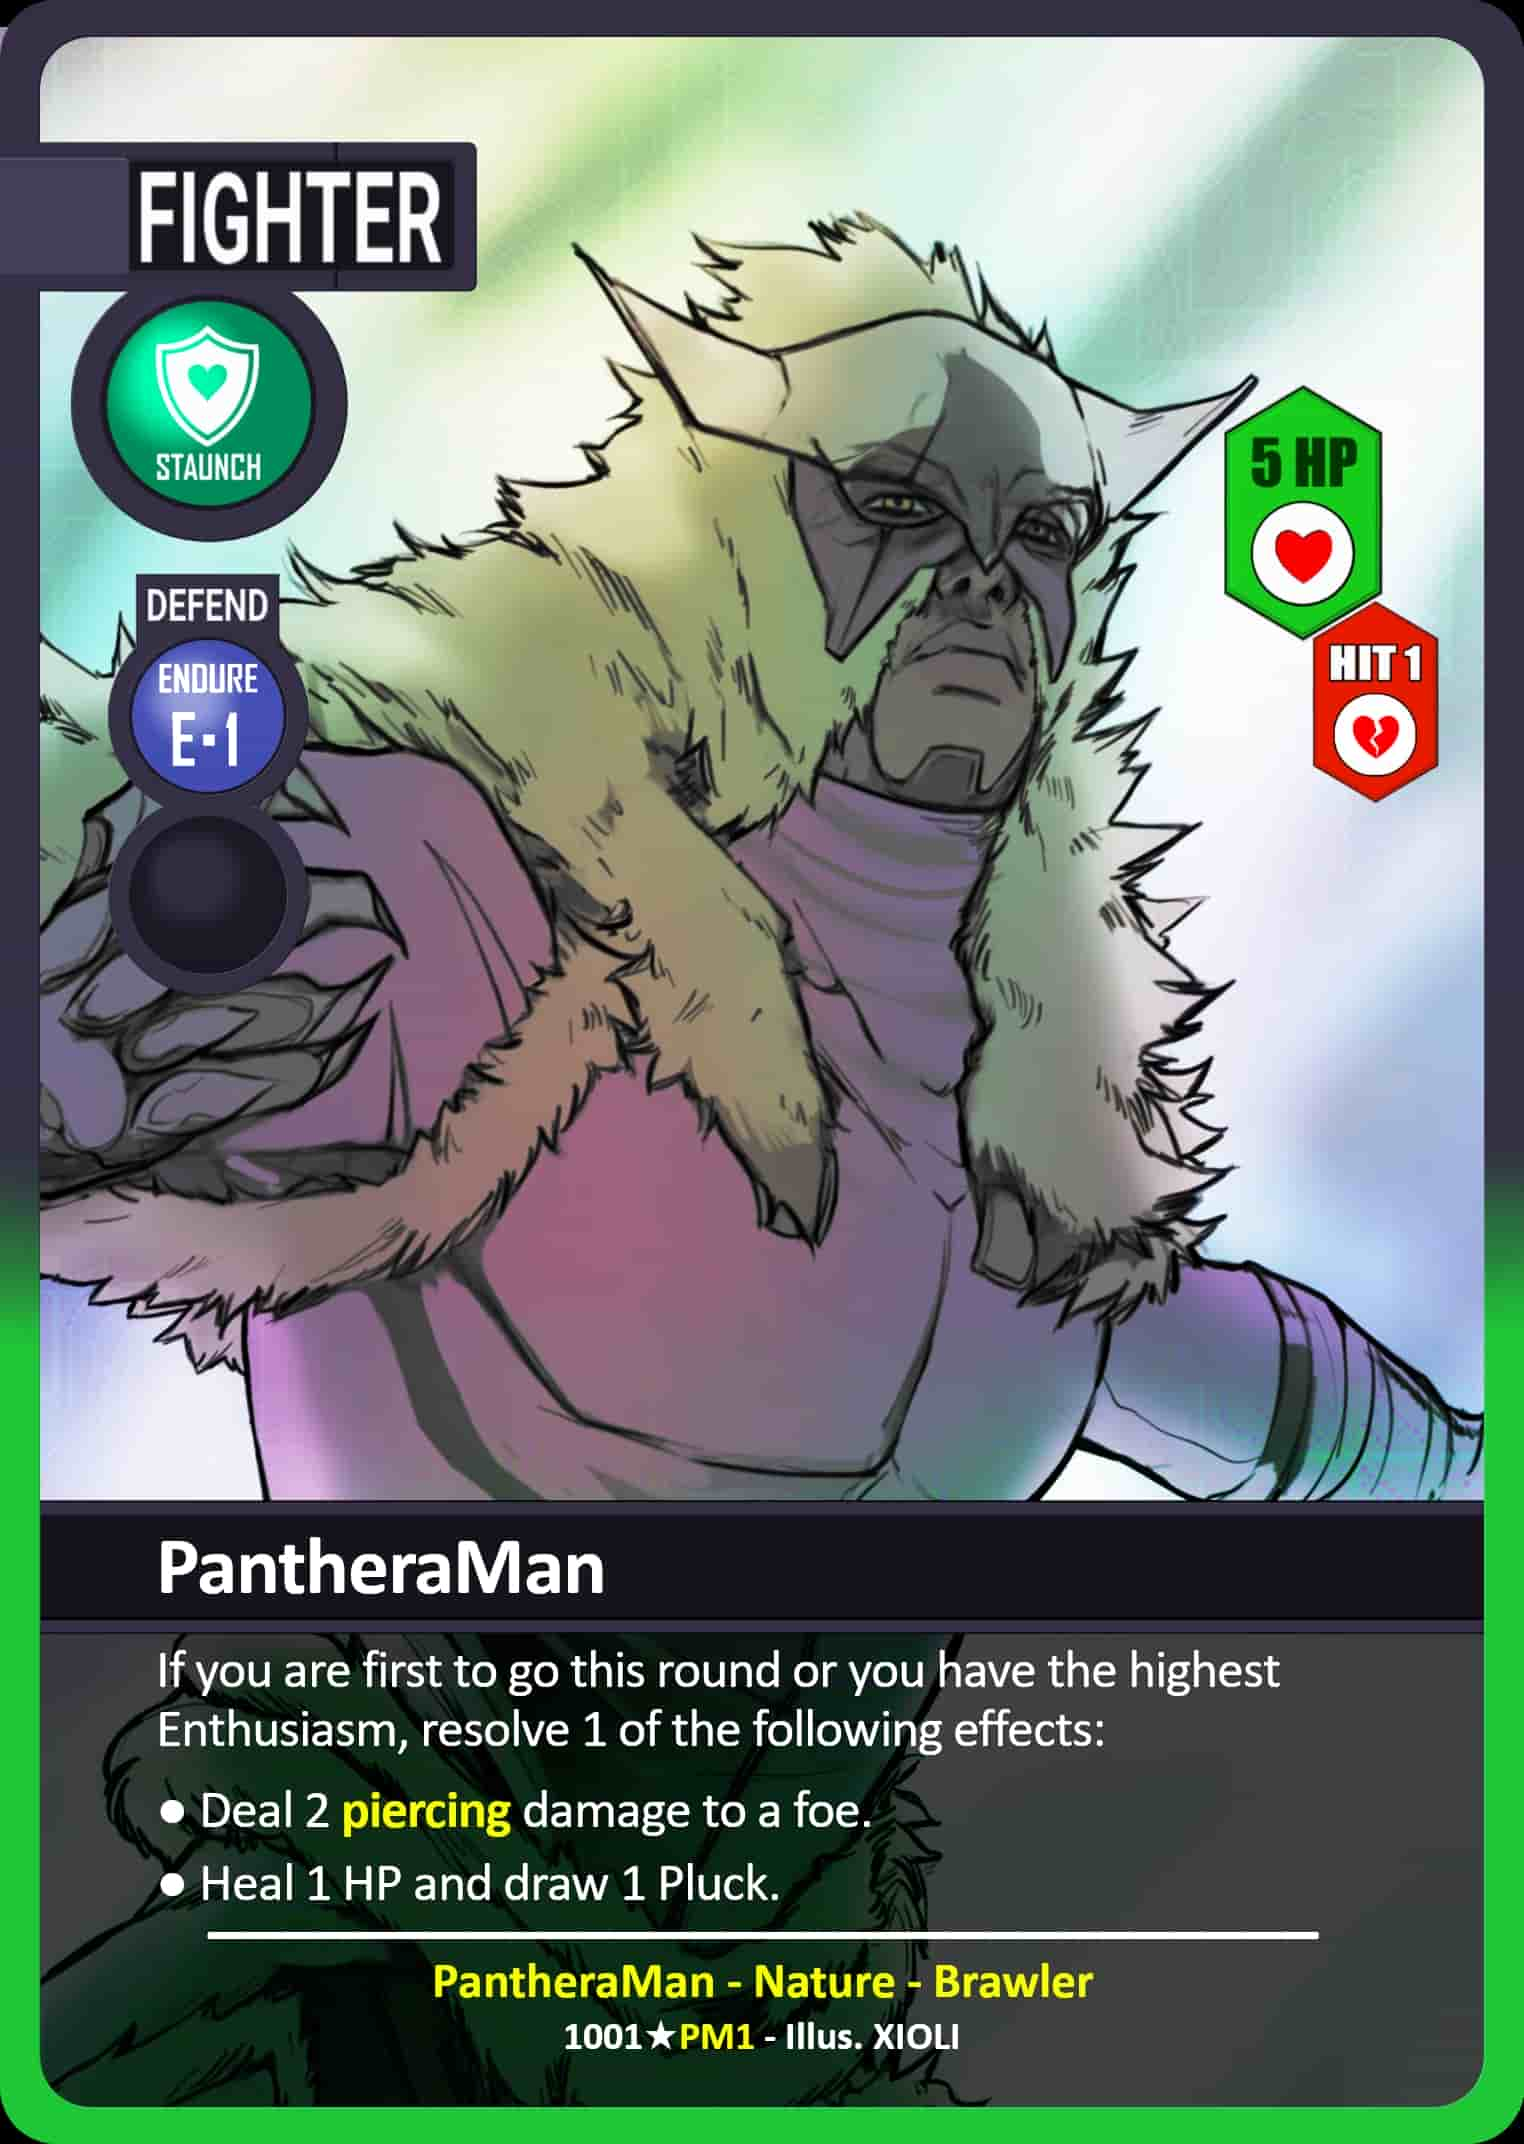 FIGHTER
STAUNCH
5 HP
HIT 1
DEFEND
ENDURE
E·1
PantheraMan
If you are first to go this round or you have the highest
Enthusiasm, resolve 1 of the following effects:
● Deal 2 piercing damage to a foe.
● Heal 1 HP and draw 1 Pluck.
PantheraMan - Nature - Brawler
1001★PM1 - Illus. XIOLI